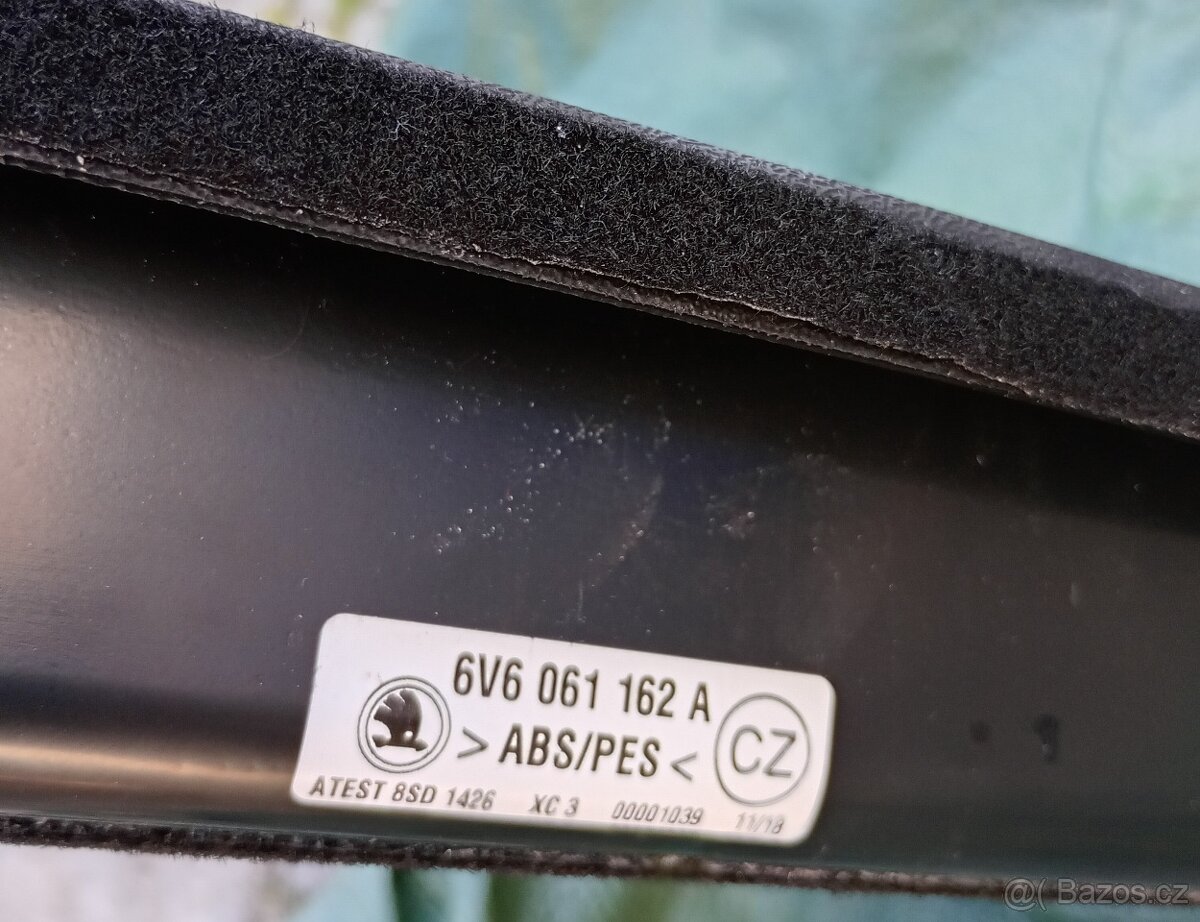 6V6 061 162 A
> ABS/PES <
CZ
ATEST 8SD 1426 XC 3 00001039 11/18
@( Bazos.cz